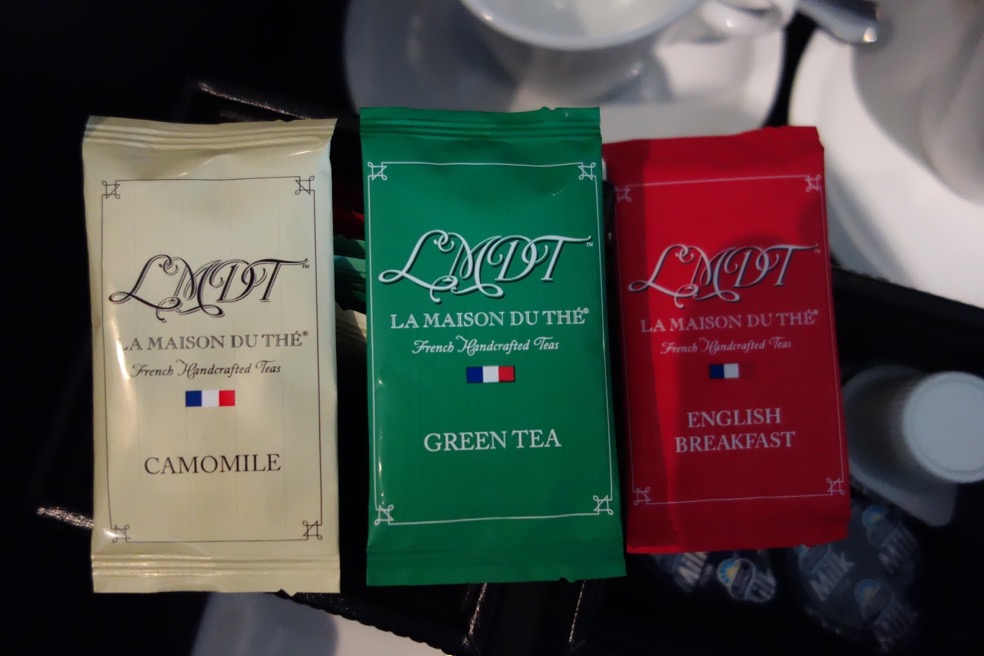 LMDT™
LA MAISON DU THÉ®
French Handcrafted Teas
CAMOMILE
LMDT™
LA MAISON DU THÉ®
French Handcrafted Teas
GREEN TEA
LMDT™
LA MAISON DU THÉ®
French Handcrafted Teas
ENGLISH
BREAKFAST
Milk